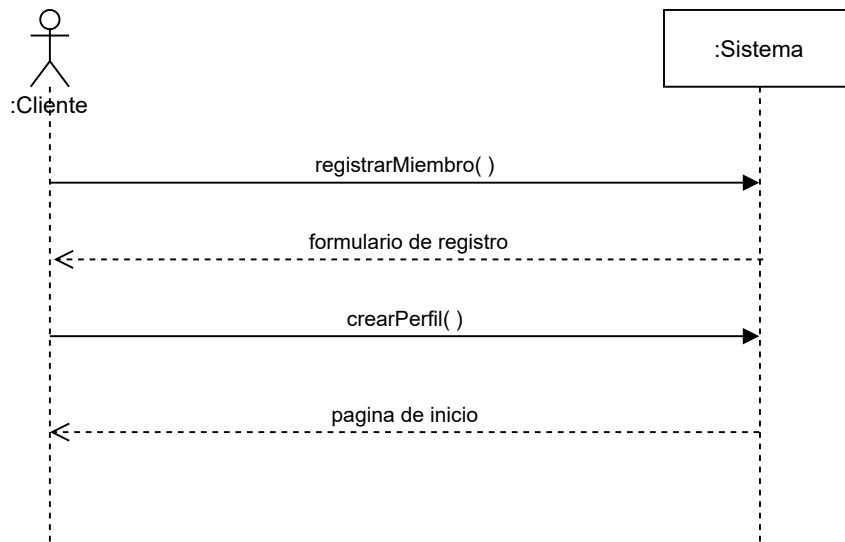 :Sistema
:Cliente
registrarMiembro( )
formulario de registro
crearPerfil( )
pagina de inicio